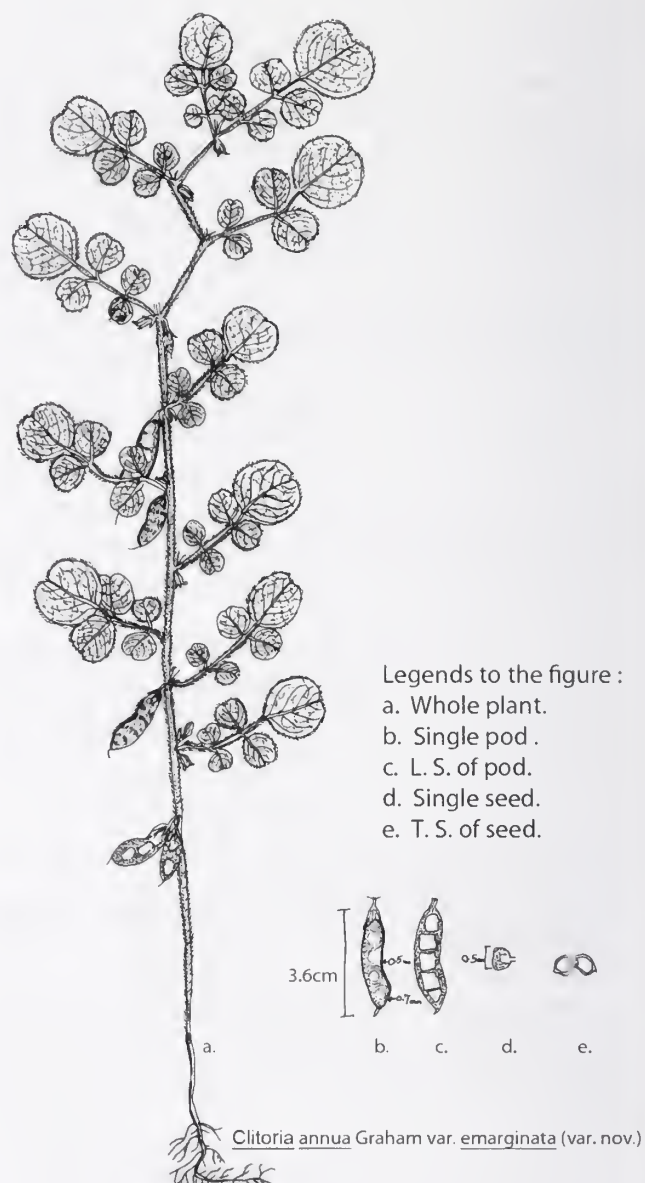 Legends to the figure :
a. Whole plant.
b. Single pod .
c. L. S. of pod.
d. Single seed.
e. T. S. of seed.
3.6cm
0.5
0.7mm
0.5
a.
b. c. d. e.
Clitoria annua Graham var. emarginata (var. nov.)